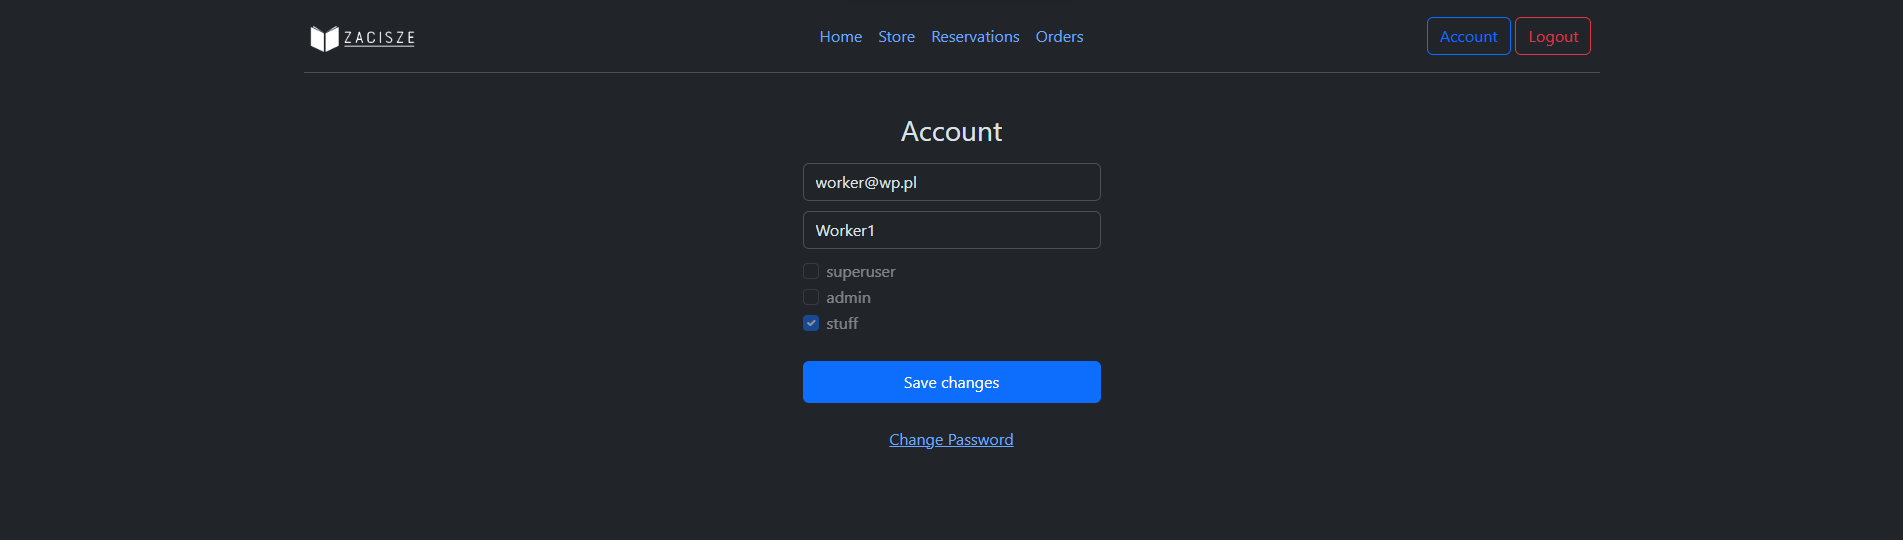 ZACISZE
Home Store Reservations Orders
Account Logout
Account
worker@wp.pl
Worker1
superuser
admin
stuff
Save changes
Change Password